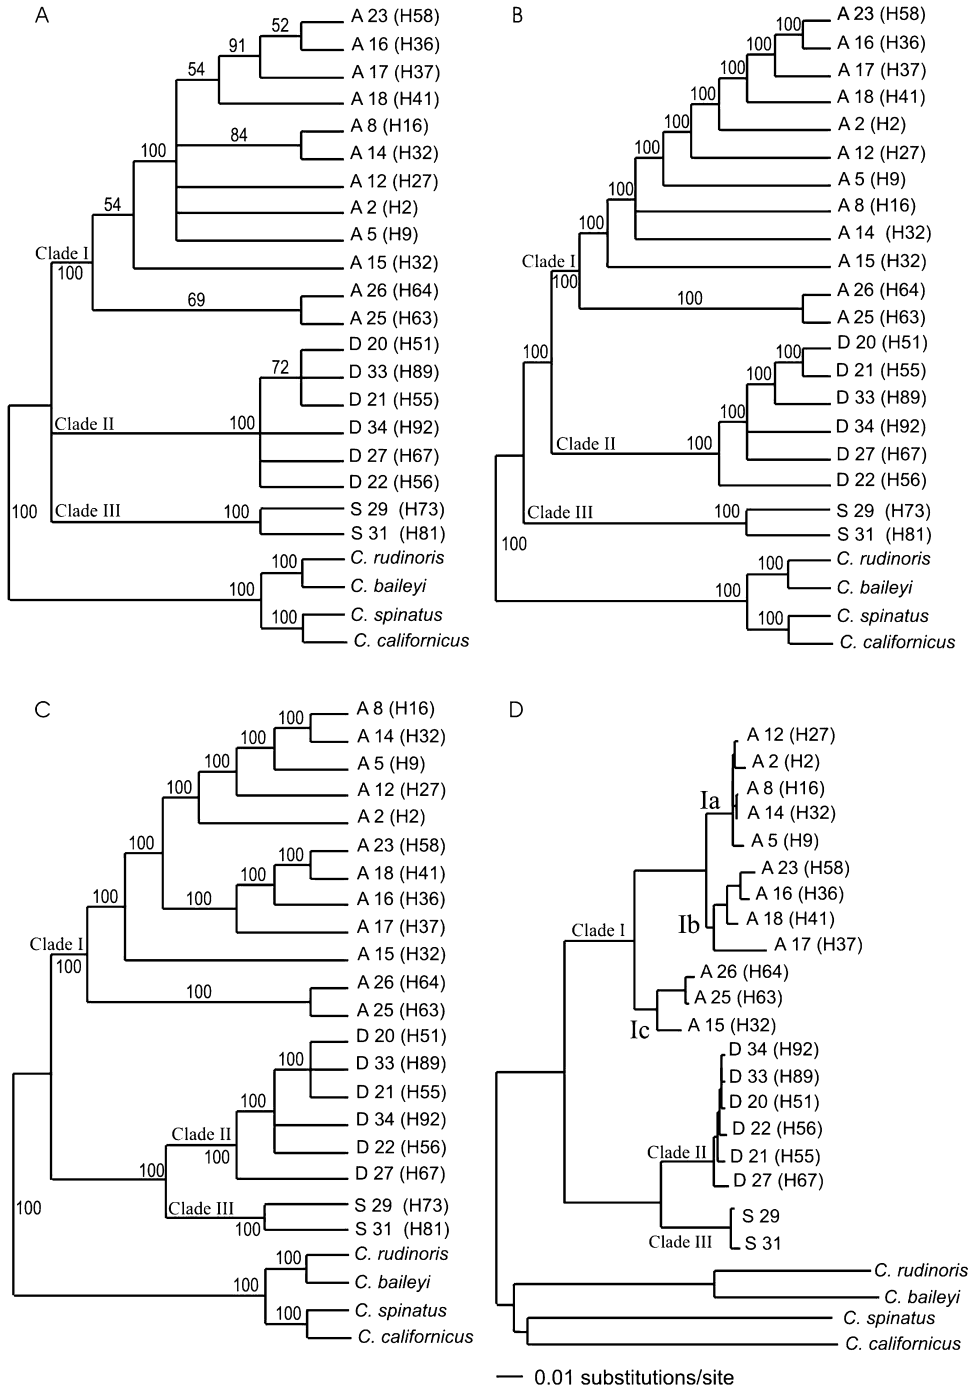 A
52
A 23 (H58)
91
A 16 (H36)
54
A 17 (H37)
A 18 (H41)
84
A 8 (H16)
100
A 14 (H32)
A 12 (H27)
54
A 2 (H2)
A 5 (H9)
Clade I
100
A 15 (H32)
69
A 26 (H64)
A 25 (H63)
72
D 20 (H51)
D 33 (H89)
D 21 (H55)
Clade II
100
D 34 (H92)
D 27 (H67)
D 22 (H56)
100
Clade III
100
S 29 (H73)
S 31 (H81)
100
C. rudinoris
100
C. baileyi
100
C. spinatus
C. californicus
B
100
A 23 (H58)
100
A 16 (H36)
100
A 17 (H37)
100
A 18 (H41)
100
A 2 (H2)
100
A 12 (H27)
100
A 5 (H9)
A 8 (H16)
100
A 14 (H32)
Clade I
100
A 15 (H32)
100
A 26 (H64)
A 25 (H63)
100
100
D 20 (H51)
100
D 21 (H55)
100
D 33 (H89)
Clade II
100
D 34 (H92)
D 27 (H67)
D 22 (H56)
Clade III
100
S 29 (H73)
100
S 31 (H81)
100
C. rudinoris
100
C. baileyi
100
C. spinatus
C. californicus
C
100
A 8 (H16)
100
A 14 (H32)
100
A 5 (H9)
100
A 12 (H27)
A 2 (H2)
100
100
A 23 (H58)
100
A 18 (H41)
100
A 16 (H36)
100
A 17 (H37)
Clade I
100
A 15 (H32)
100
A 26 (H64)
A 25 (H63)
100
D 20 (H51)
D 33 (H89)
100
D 21 (H55)
D 34 (H92)
Clade II
100
D 22 (H56)
100
D 27 (H67)
100
Clade III
100
S 29 (H73)
S 31 (H81)
100
C. rudinoris
100
C. baileyi
100
C. spinatus
C. californicus
D
A 12 (H27)
A 2 (H2)
Ia
A 8 (H16)
A 14 (H32)
A 5 (H9)
A 23 (H58)
A 16 (H36)
Ib
A 18 (H41)
Clade I
A 17 (H37)
A 26 (H64)
A 25 (H63)
Ic
A 15 (H32)
D 34 (H92)
D 33 (H89)
D 20 (H51)
D 22 (H56)
Clade II
D 21 (H55)
D 27 (H67)
S 29
Clade III
S 31
C. rudinoris
C. baileyi
C. spinatus
C. californicus
0.01 substitutions/site